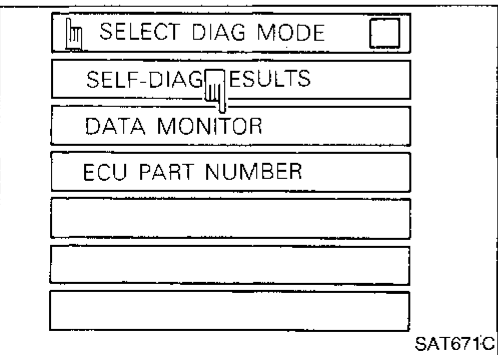 SELECT DIAG MODE
SELF-DIAG ESULTS
DATA MONITOR
ECU PART NUMBER
SAT671C